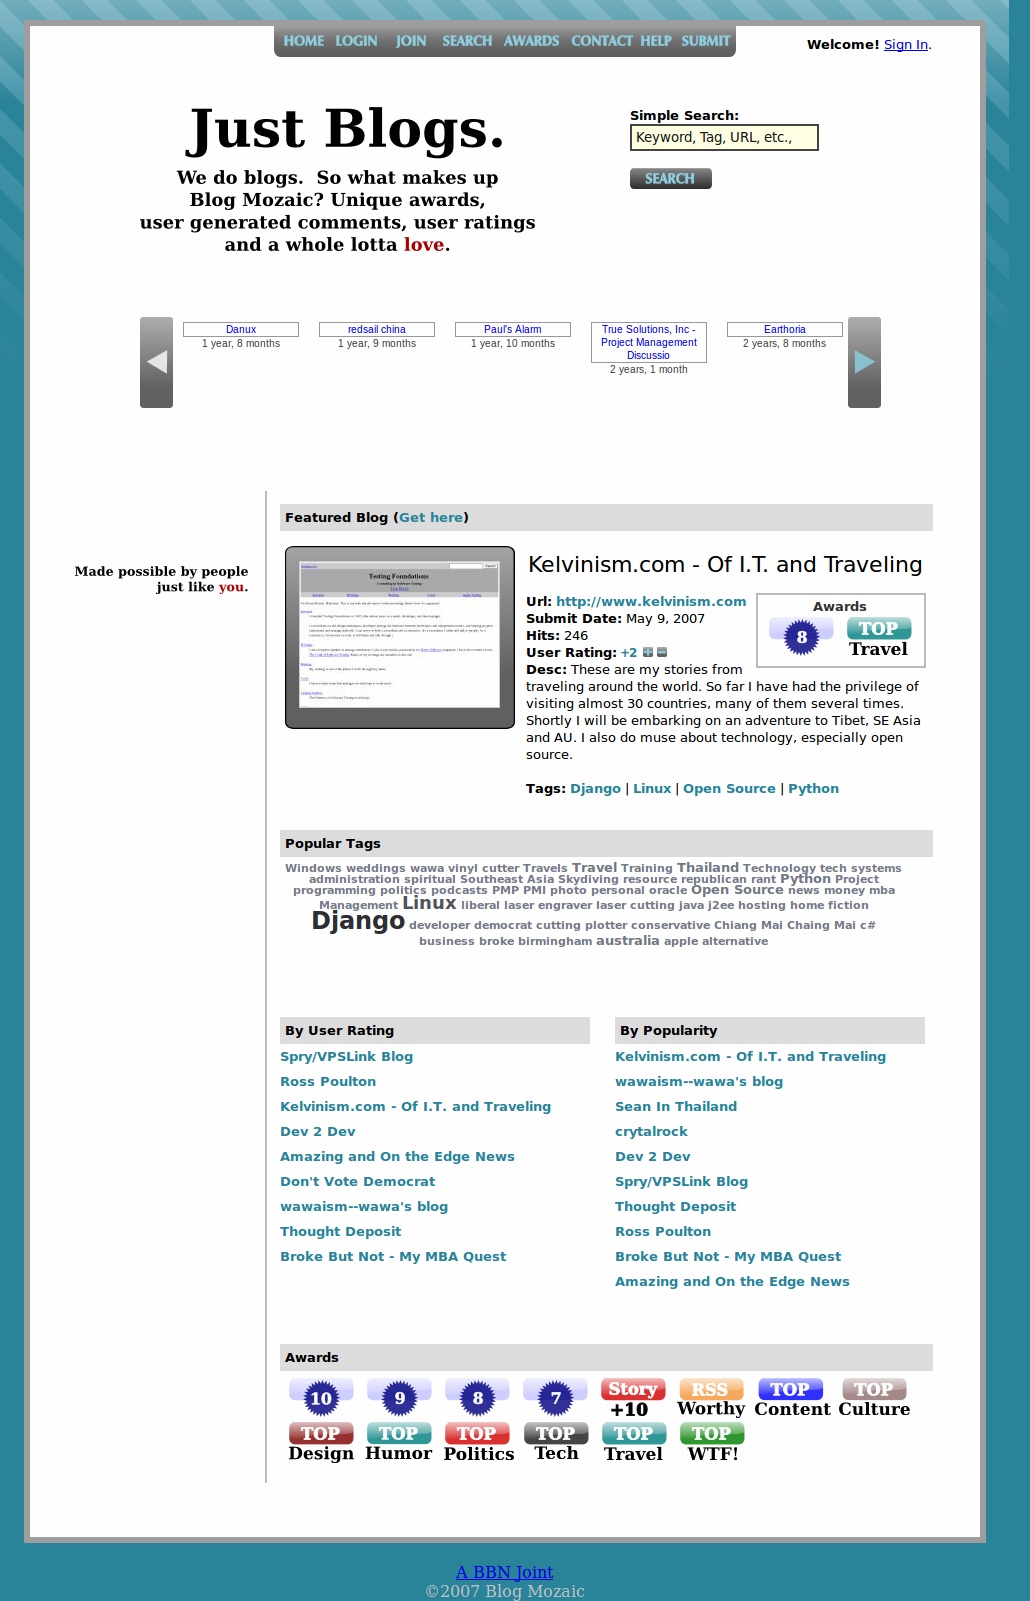 HOME LOGIN JOIN SEARCH AWARDS CONTACT HELP SUBMIT
Welcome! Sign In.
Just Blogs.
We do blogs. So what makes up
Blog Mozaic? Unique awards,
user generated comments, user ratings
and a whole lotta love.
Simple Search:
Keyword, Tag, URL, etc.,
SEARCH
Danux
1 year, 8 months
redsail china
1 year, 9 months
Paul's Alarm
1 year, 10 months
True Solutions, Inc -
Project Management
Discussio
2 years, 1 month
Earthoria
2 years, 8 months
Made possible by people
just like you.
Featured Blog (Get here)
Testing Foundations
Kelvinism.com - Of I.T. and Traveling
Url: http://www.kelvinism.com
Submit Date: May 9, 2007
Hits: 246
User Rating: +2
Awards
8
TOP
Travel
Desc: These are my stories from
traveling around the world. So far I have had the privilege of
visiting almost 30 countries, many of them several times.
Shortly I will be embarking on an adventure to Tibet, SE Asia
and AU. I also do muse about technology, especially open
source.
Tags: Django | Linux | Open Source | Python
Popular Tags
Windows weddings wawa vinyl cutter Travels Travel Training Thailand Technology tech systems
administration spiritual Southeast Asia Skydiving resource republican rant Python Project
programming politics podcasts PMP PMI photo personal oracle Open Source news money mba
Management Linux liberal laser engraver laser cutting java j2ee hosting home fiction
Django developer democrat cutting plotter conservative Chiang Mai Chaing Mai c#
business broke birmingham australia apple alternative
By User Rating
Spry/VPSLink Blog
Ross Poulton
Kelvinism.com - Of I.T. and Traveling
Dev 2 Dev
Amazing and On the Edge News
Don't Vote Democrat
wawaism--wawa's blog
Thought Deposit
Broke But Not - My MBA Quest
By Popularity
Kelvinism.com - Of I.T. and Traveling
wawaism--wawa's blog
Sean In Thailand
crytalrock
Dev 2 Dev
Spry/VPSLink Blog
Thought Deposit
Ross Poulton
Broke But Not - My MBA Quest
Amazing and On the Edge News
Awards
10 9 8 7 Story +10 RSS Worthy TOP Content TOP Culture
TOP Design TOP Humor TOP Politics TOP Tech TOP Travel TOP WTF!
A BBN Joint
©2007 Blog Mozaic